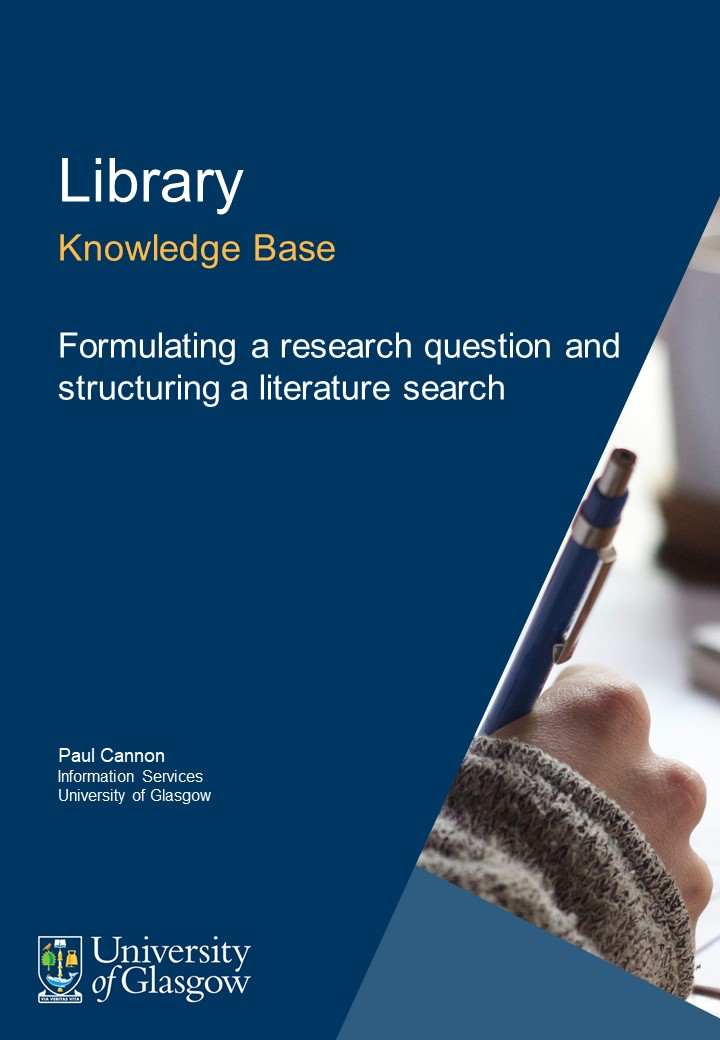 Library
Knowledge Base
Formulating a research question and
structuring a literature search
Paul Cannon
Information Services
University of Glasgow
University
of Glasgow
VIA VERITAS VITA